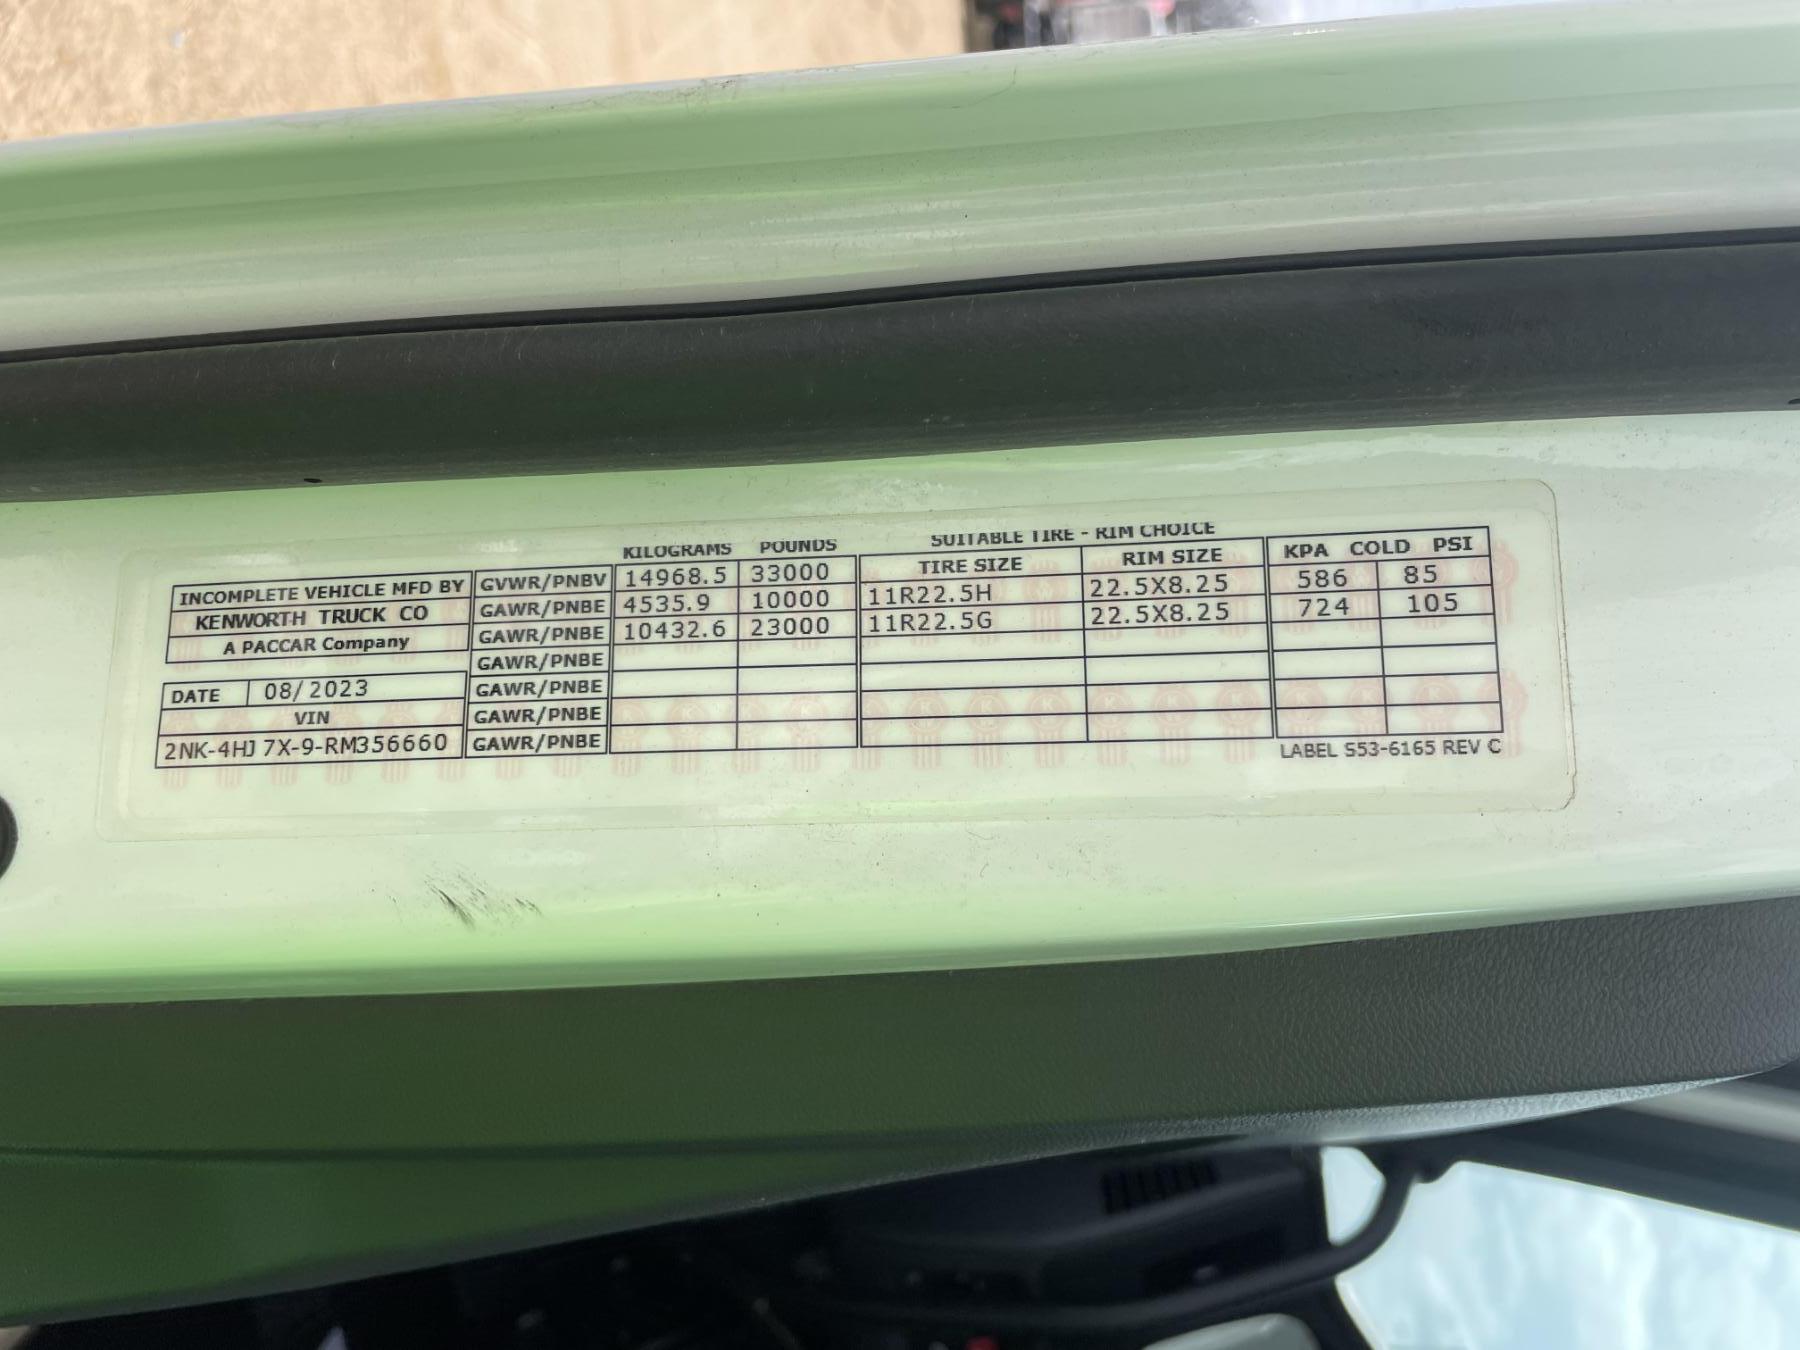 KILOGRAMS POUNDS SUITABLE TIRE - RIM CHOICE
INCOMPLETE VEHICLE MFD BY GVWR/PNBV 14968.5 33000 TIRE SIZE RIM SIZE KPA COLD PSI
KENWORTH TRUCK CO GAWR/PNBE 4535.9 10000 11R22.5H 22.5X8.25 586 85
A PACCAR Company GAWR/PNBE 10432.6 23000 11R22.5G 22.5X8.25 724 105
GAWR/PNBE
DATE 08/2023 GAWR/PNBE
VIN GAWR/PNBE
2NK-4HJ7X-9-RM356660 GAWR/PNBE
LABEL S53-6165 REV C